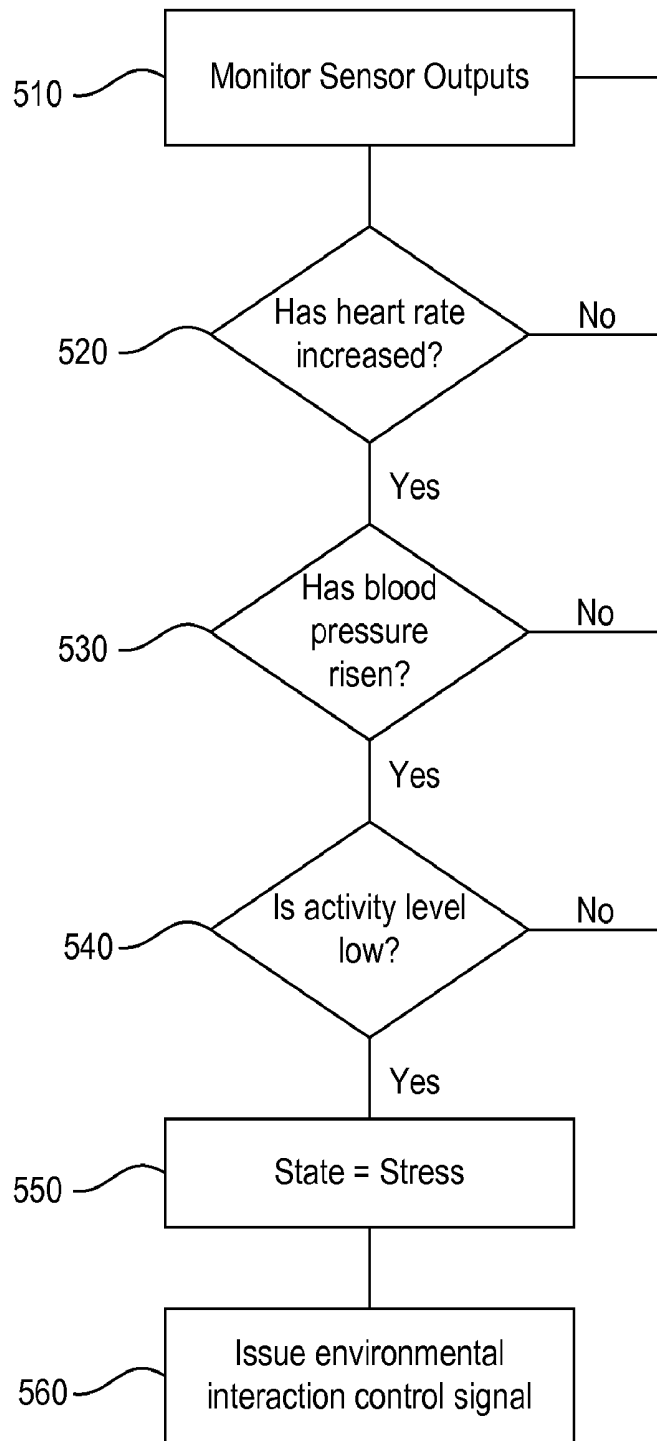 510
Monitor Sensor Outputs
520
Has heart rate
increased?
No
Yes
530
Has blood
pressure
risen?
No
Yes
540
Is activity level
low?
No
Yes
550
State = Stress
560
Issue environmental
interaction control signal